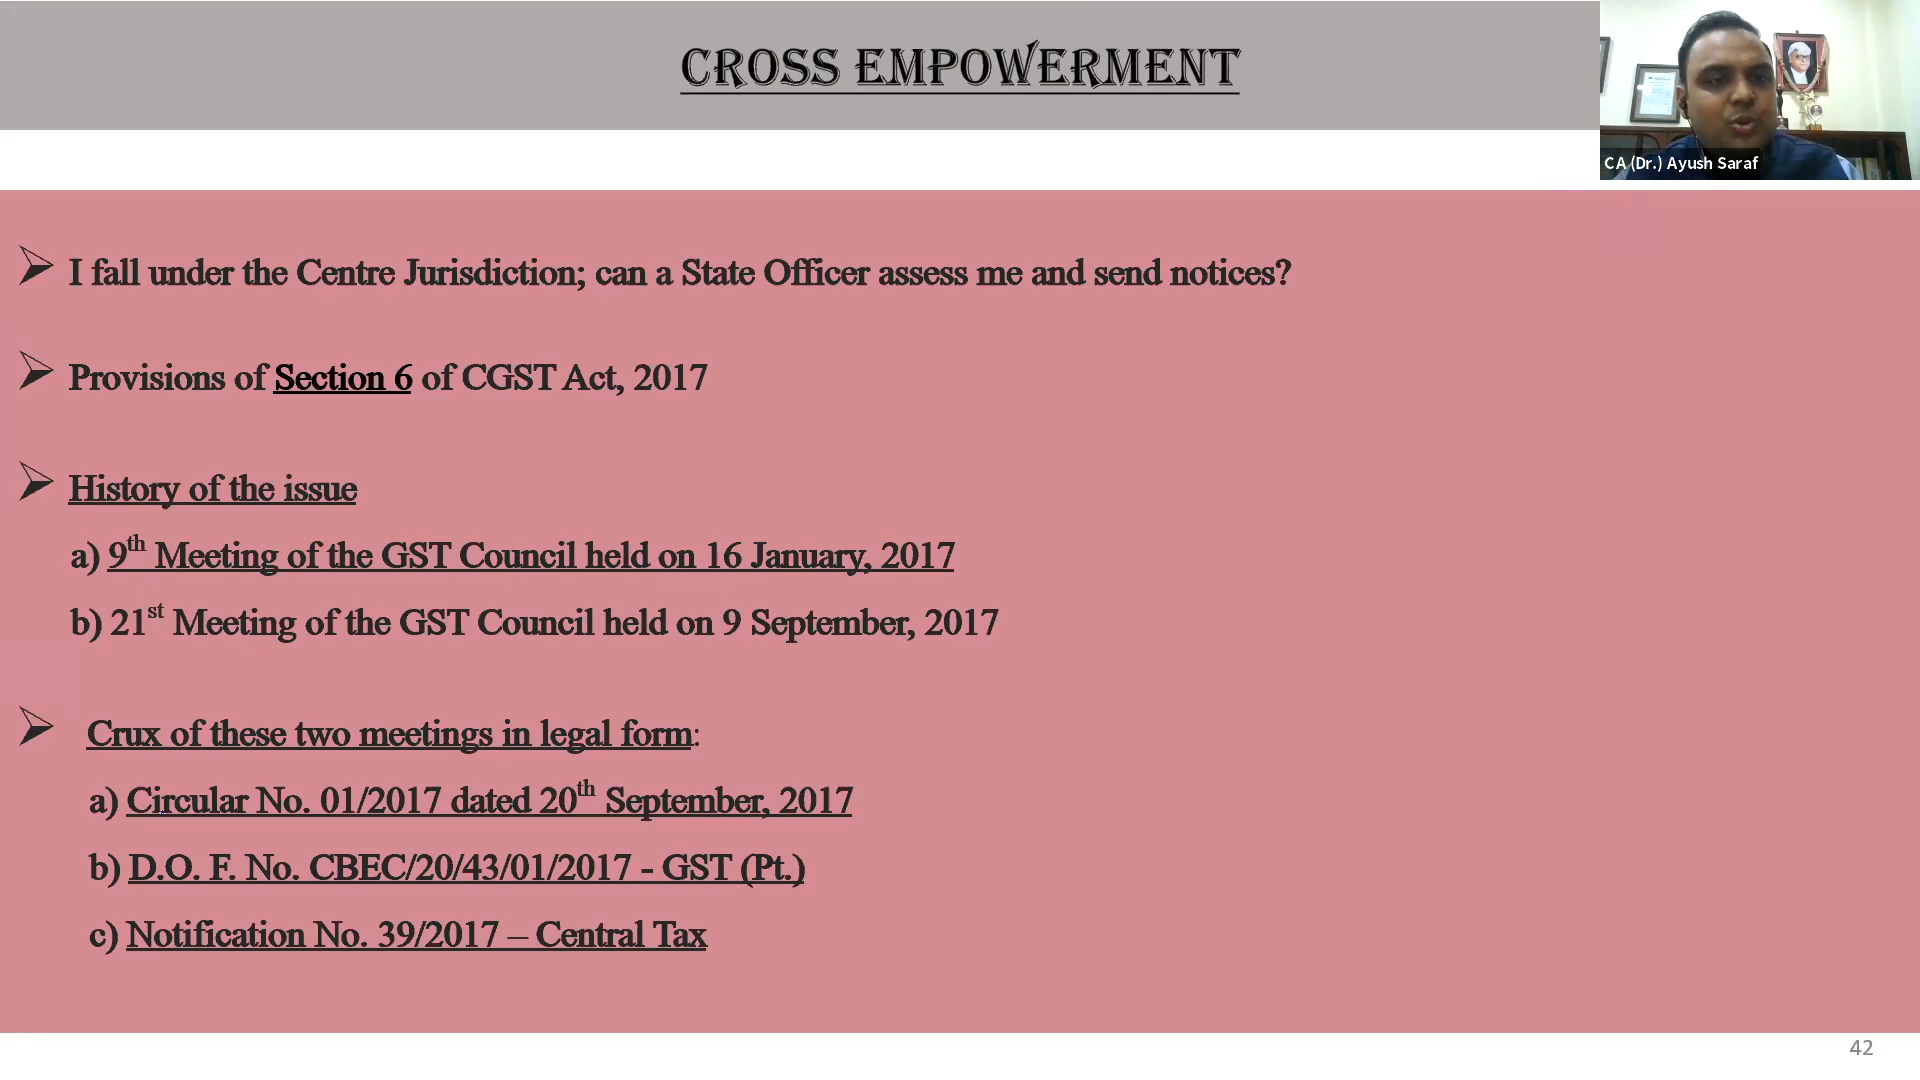 CROSS EMPOWERMENT
CA (Dr.) Ayush Saraf
I fall under the Centre Jurisdiction; can a State Officer assess me and send notices?
Provisions of Section 6 of CGST Act, 2017
History of the issue
a) 9th Meeting of the GST Council held on 16 January, 2017
b) 21st Meeting of the GST Council held on 9 September, 2017
Crux of these two meetings in legal form:
a) Circular No. 01/2017 dated 20th September, 2017
b) D.O. F. No. CBEC/20/43/01/2017 - GST (Pt.)
c) Notification No. 39/2017 – Central Tax
42